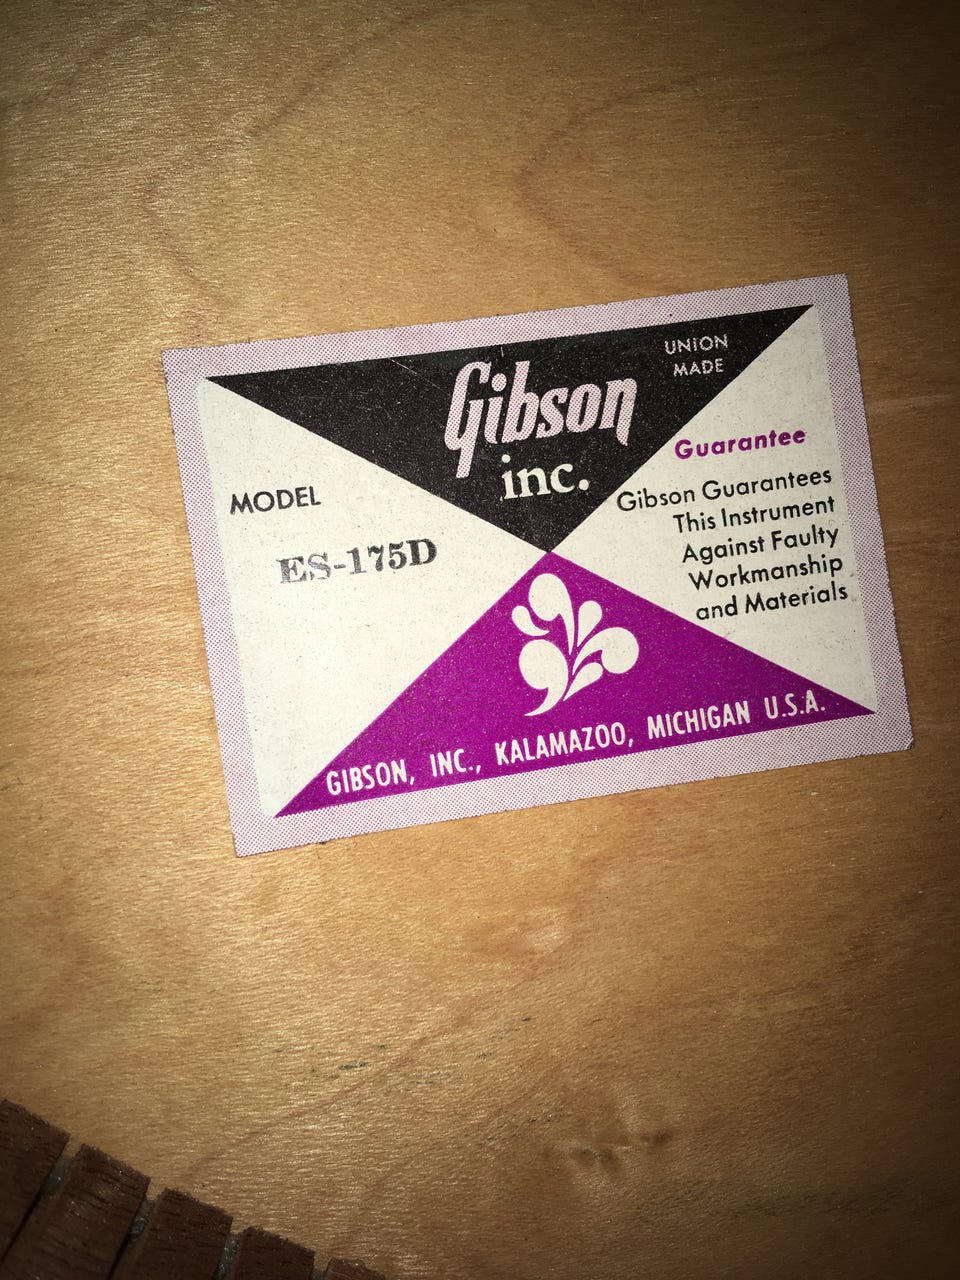 Gibson
inc.
UNION
MADE
MODEL
ES-175D
Guarantee
Gibson Guarantees
This Instrument
Against Faulty
Workmanship
and Materials
GIBSON, INC., KALAMAZOO, MICHIGAN U.S.A.